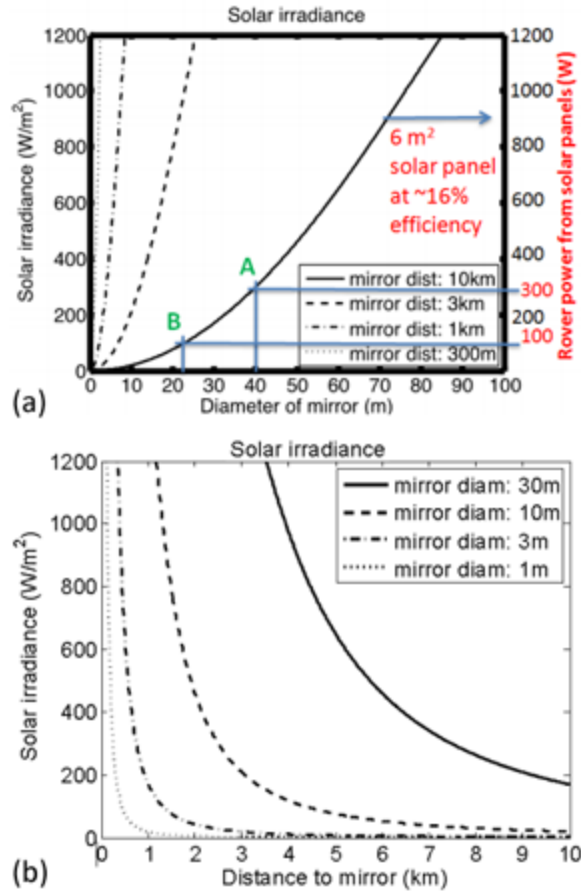 Solar irradiance
1200
1000
800
600
400
200
0
Solar irradiance (W/m²)
0 10 20 30 40 50 60 70 80 90 100
Diameter of mirror (m)
1200
1000
800
600
400
300
200
100
0
Rover power from solar panels (W)
6 m²
solar panel
at ~16%
efficiency
A
B
mirror dist: 10km
mirror dist: 3km
mirror dist: 1km
mirror dist: 300m
(a)
Solar irradiance
1200
1000
800
600
400
200
0
Solar irradiance (W/m²)
mirror diam: 30m
mirror diam: 10m
mirror diam: 3m
mirror diam: 1m
0 1 2 3 4 5 6 7 8 9 10
Distance to mirror (km)
(b)